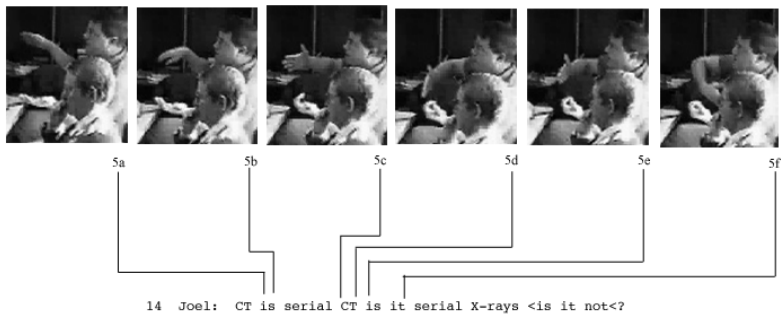 5a 5b 5c 5d 5e 5f
14 Joel: CT is serial CT is it serial X-rays <is it not<?